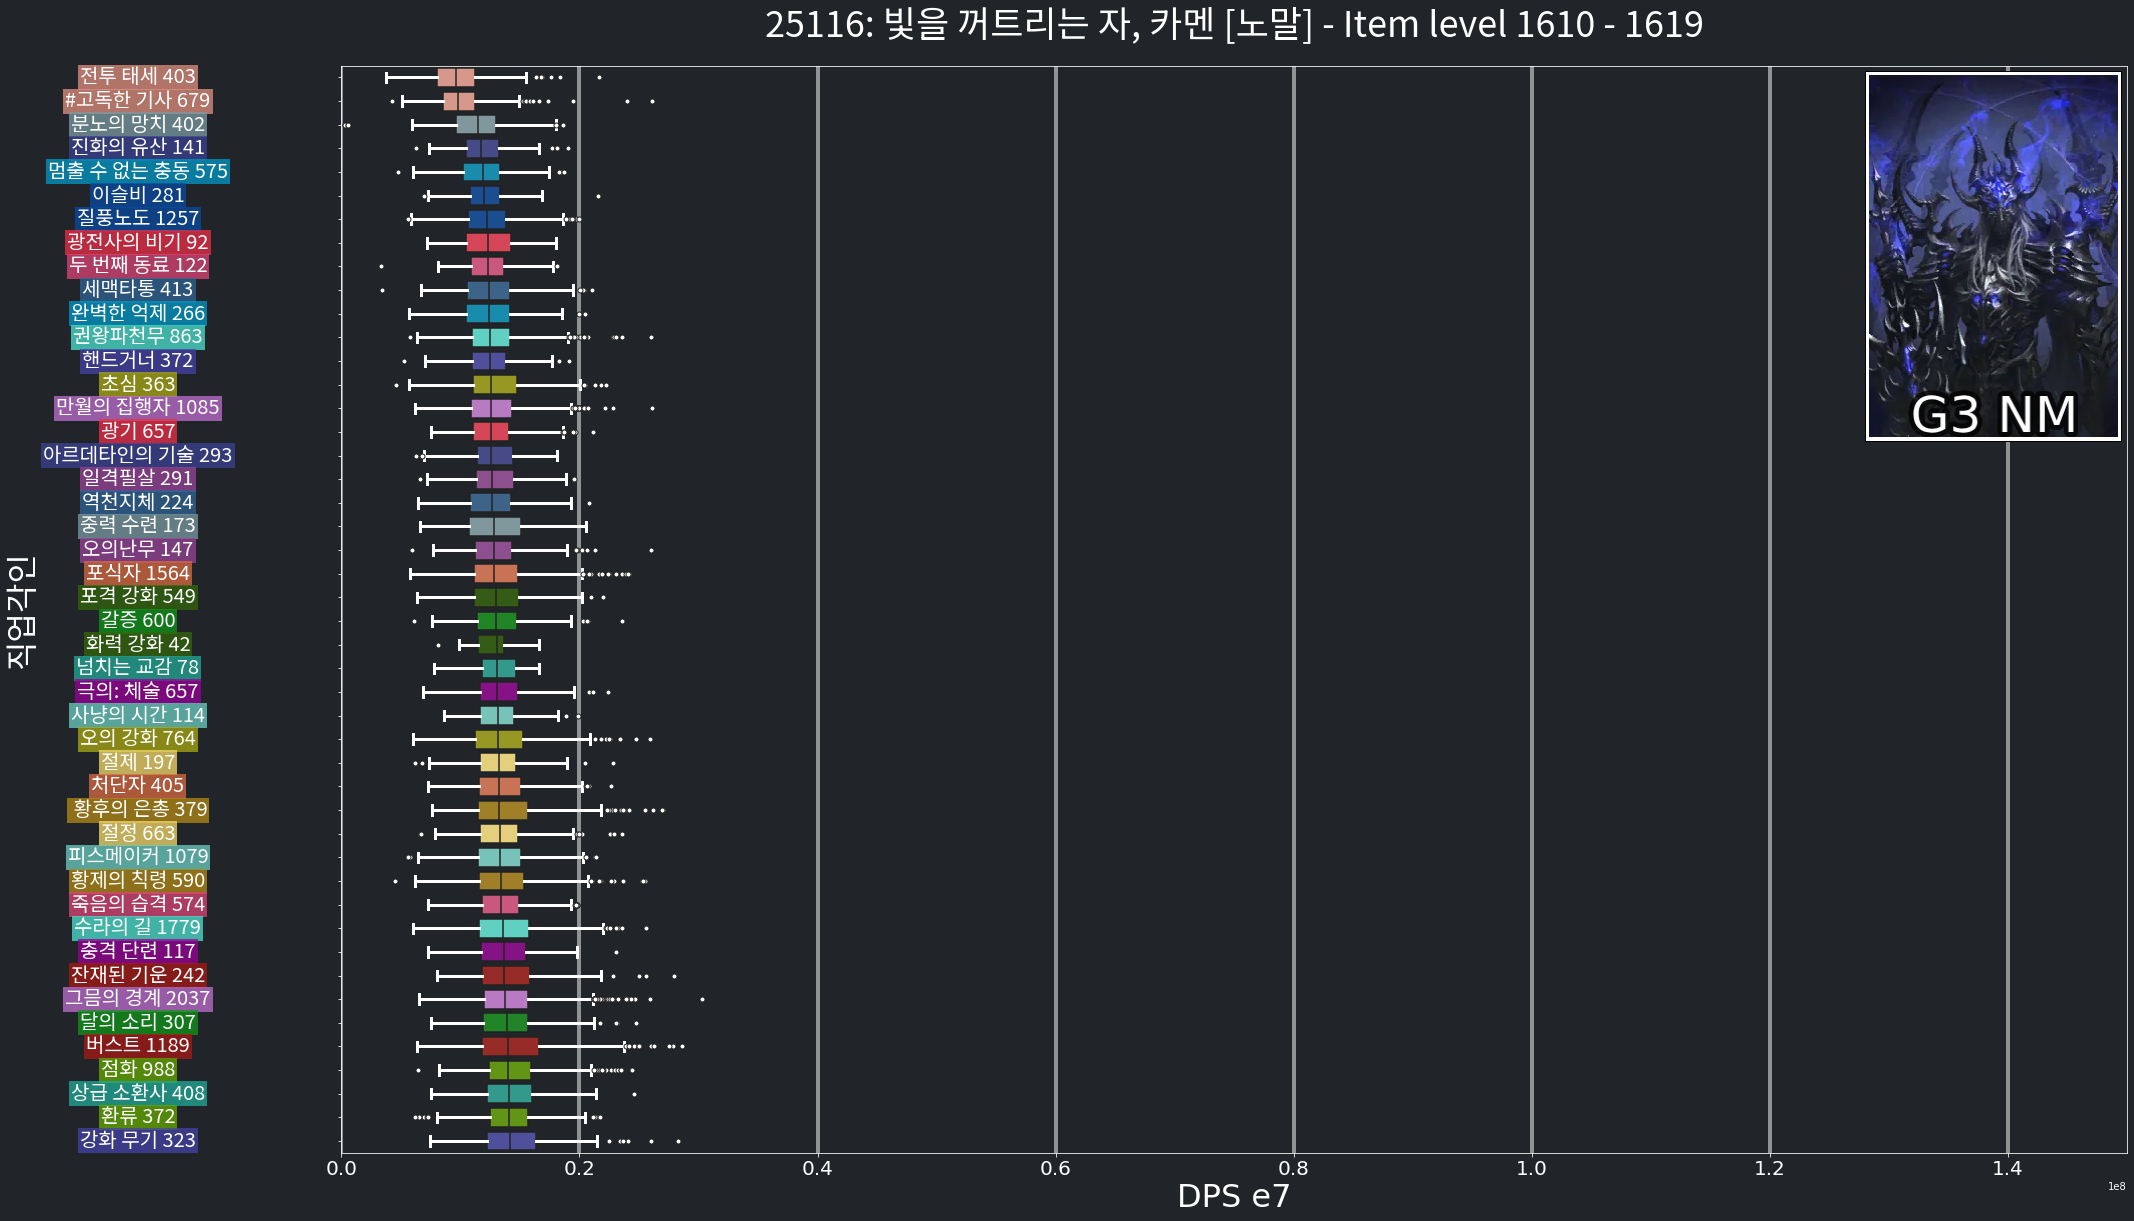 25116: 빛을 꺼트리는 자, 카멘 [노말] - Item level 1610 - 1619
전투 태세 403
#고독한 기사 679
분노의 망치 402
진화의 유산 141
멈출 수 없는 충동 575
이슬비 281
질풍노도 1257
광전사의 비기 92
두 번째 동료 122
세맥타통 413
완벽한 억제 266
권왕파천무 863
핸드거너 372
초심 363
만월의 집행자 1085
광기 657
아르데타인의 기술 293
일격필살 291
역천지체 224
중력 수련 173
오의난무 147
포식자 1564
포격 강화 549
갈증 600
화력 강화 42
넘치는 교감 78
극의: 체술 657
사냥의 시간 114
오의 강화 764
절제 197
처단자 405
황후의 은총 379
절정 663
피스메이커 1079
황제의 칙령 590
죽음의 습격 574
수라의 길 1779
충격 단련 117
잔재된 기운 242
그믐의 경계 2037
달의 소리 307
버스트 1189
점화 988
상급 소환사 408
환류 372
강화 무기 323
직업각인
G3 NM
0.0 0.2 0.4 0.6 0.8 1.0 1.2 1.4
DPS e7
1e8